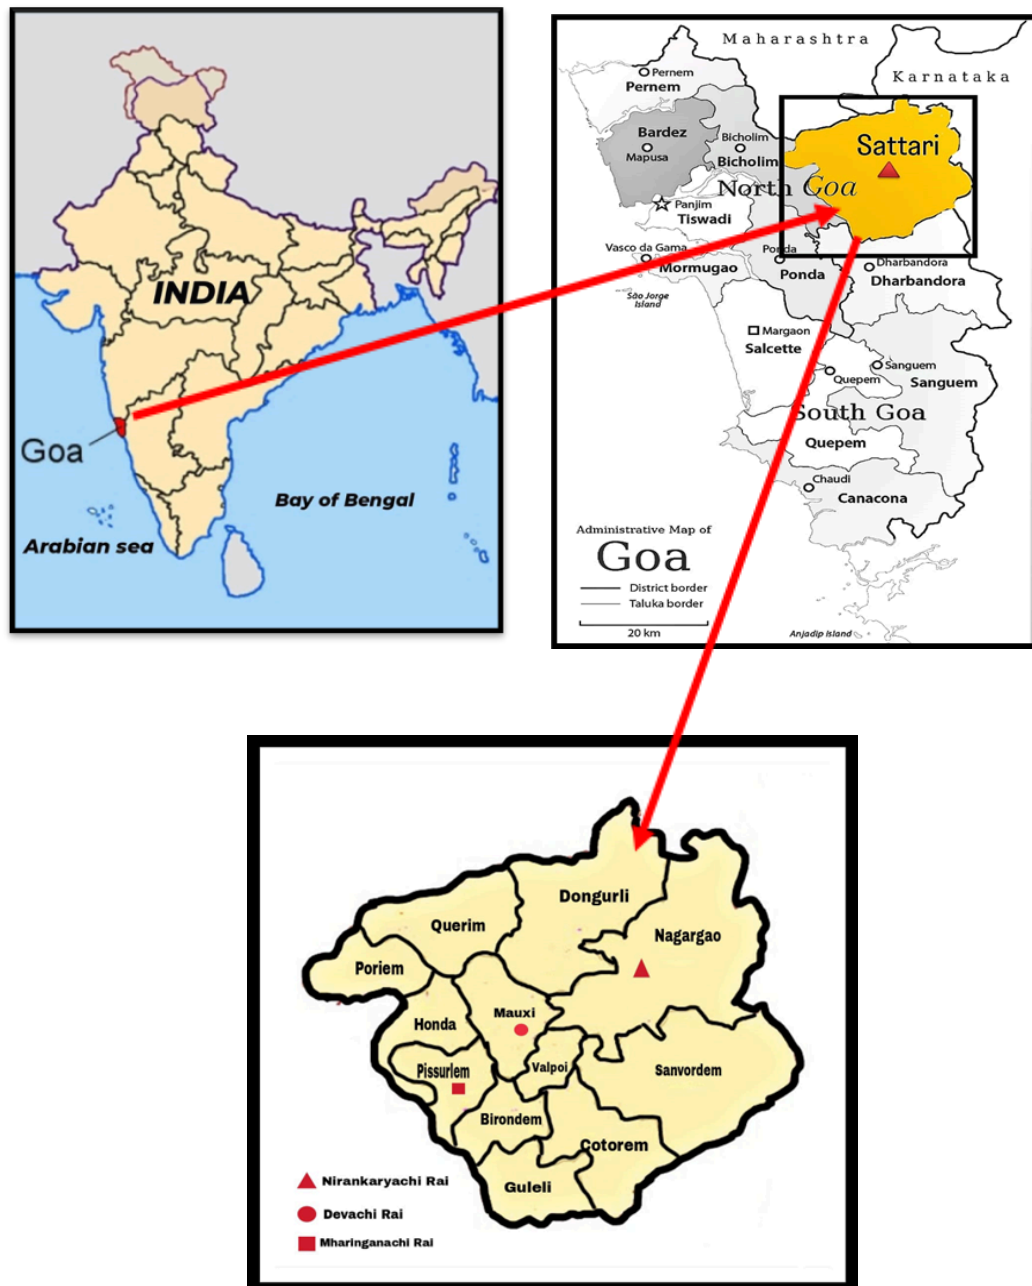 INDIA
Goa
Bay of Bengal
Arabian sea
Maharashtra
Karnataka
Pernem
Pernem
Bardez
Mapusa
Bicholim
Bicholim
Sattari
North Goa
Panjim
Tiswadi
Vasco da Gama
Mormugao
Ponda
Ponda
Dharbandora
Dharbandora
São Jorge
Island
Margaon
Salcette
Sanguem
Quepem
Sanguem
South Goa
Quepem
Chaudi
Canacona
Administrative Map of
Goa
District border
Taluka border
20 km
Anjadip Island
Dongurli
Querim
Nagargao
Poriem
Mauxi
Honda
Valpoi
Pissurlem
Sanvordem
Birondem
Cotorem
Guleli
Nirankaryachi Rai
Devachi Rai
Mharinganachi Rai